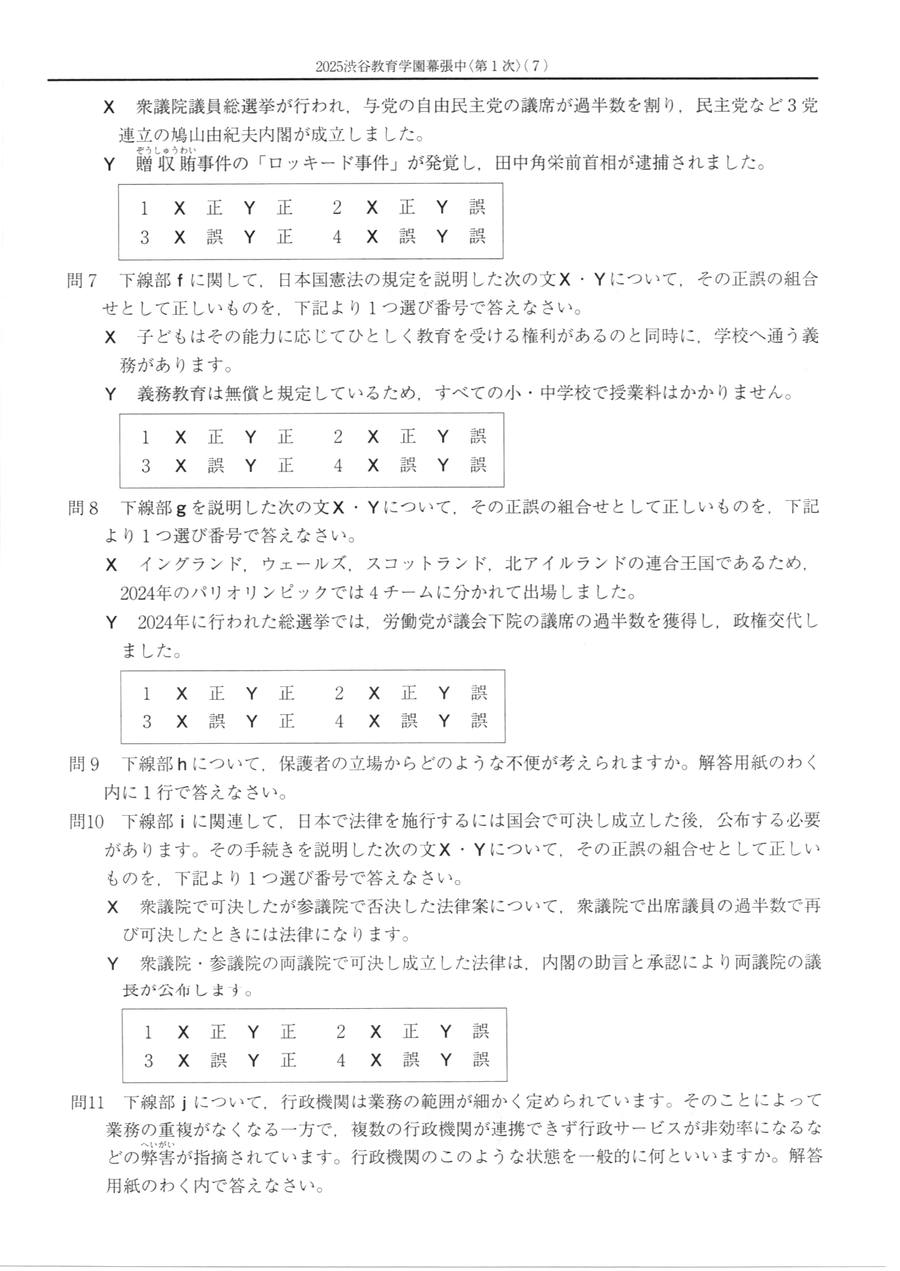 2025渋谷教育学園幕張中〈第1次〉(7)
X 衆議院議員総選挙が行われ，与党の自由民主党の議席が過半数を割り，民主党など3党
連立の鳩山由紀夫内閣が成立しました。
ぞうしゅうわい
Y 贈収賄事件の「ロッキード事件」が発覚し，田中角栄前首相が逮捕されました。
1 X 正 Y 正 2 X 正 Y 誤
3 X 誤 Y 正 4 X 誤 Y 誤
問7 下線部fに関して，日本国憲法の規定を説明した次の文X・Yについて，その正誤の組合
せとして正しいものを，下記より1つ選び番号で答えなさい。
X 子どもはその能力に応じてひとしく教育を受ける権利があるのと同時に，学校へ通う義
務があります。
Y 義務教育は無償と規定しているため，すべての小・中学校で授業料はかかりません。
1 X 正 Y 正 2 X 正 Y 誤
3 X 誤 Y 正 4 X 誤 Y 誤
問8 下線部gを説明した次の文X・Yについて，その正誤の組合せとして正しいものを，下記
より1つ選び番号で答えなさい。
X イングランド，ウェールズ，スコットランド，北アイルランドの連合王国であるため，
2024年のパリオリンピックでは4チームに分かれて出場しました。
Y 2024年に行われた総選挙では，労働党が議会下院の議席の過半数を獲得し，政権交代し
ました。
1 X 正 Y 正 2 X 正 Y 誤
3 X 誤 Y 正 4 X 誤 Y 誤
問9 下線部hについて，保護者の立場からどのような不便が考えられますか。解答用紙のわく
内に1行で答えなさい。
問10 下線部iに関連して，日本で法律を施行するには国会で可決し成立した後，公布する必要
があります。その手続きを説明した次の文X・Yについて，その正誤の組合せとして正しい
ものを，下記より1つ選び番号で答えなさい。
X 衆議院で可決したが参議院で否決した法律案について，衆議院で出席議員の過半数で再
び可決したときには法律になります。
Y 衆議院・参議院の両議院で可決し成立した法律は，内閣の助言と承認により両議院の議
長が公布します。
1 X 正 Y 正 2 X 正 Y 誤
3 X 誤 Y 正 4 X 誤 Y 誤
問11 下線部jについて，行政機関は業務の範囲が細かく定められています。そのことによって
業務の重複がなくなる一方で，複数の行政機関が連携できず行政サービスが非効率になるな
へいがい
どの弊害が指摘されています。行政機関のこのような状態を一般的に何といいますか。解答
用紙のわく内で答えなさい。